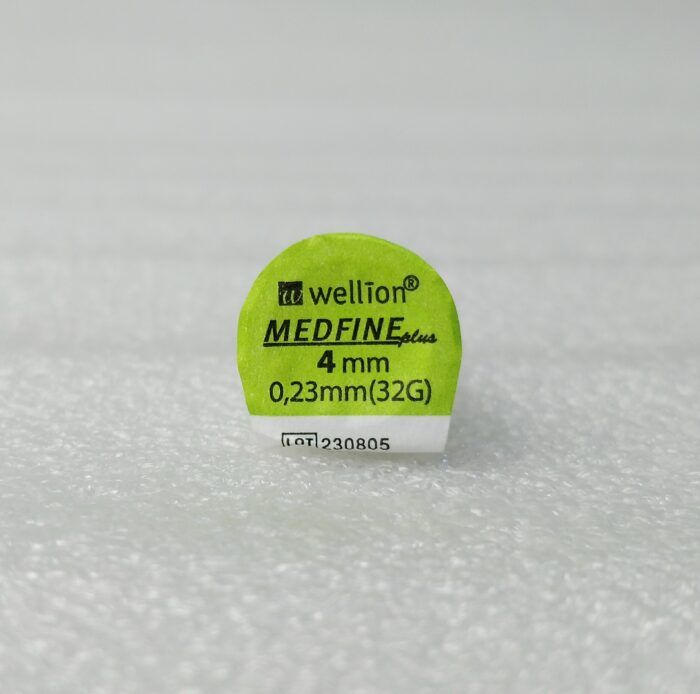 w wellion®
MEDFINE plus
4 mm
0,23mm(32G)
LOT 230805